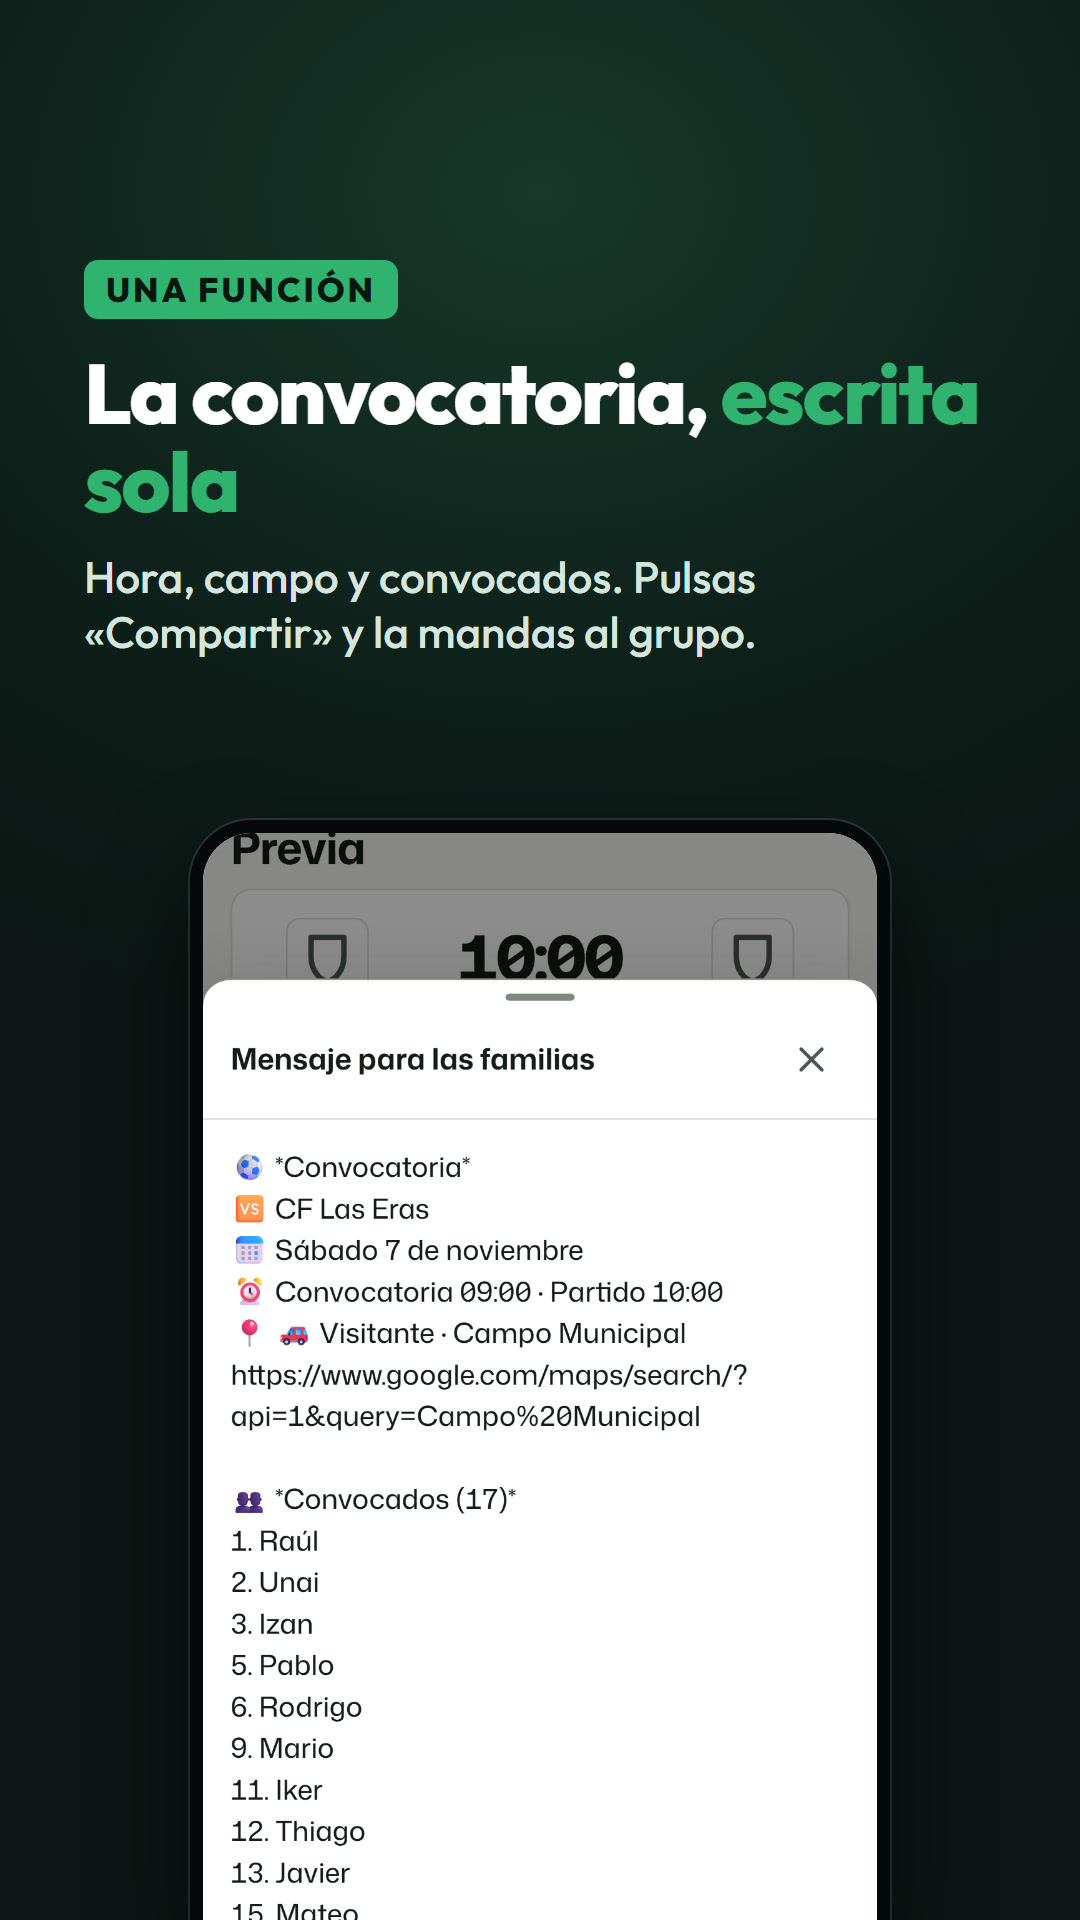 UNA FUNCIÓN
La convocatoria, escrita
sola
Hora, campo y convocados. Pulsas
«Compartir» y la mandas al grupo.
Previa
10:00
Mensaje para las familias
*Convocatoria*
🆚 CF Las Eras
Sábado 7 de noviembre
Convocatoria 09:00 · Partido 10:00
Visitante · Campo Municipal
https://www.google.com/maps/search/?
api=1&query=Campo%20Municipal
*Convocados (17)*
1. Raúl
2. Unai
3. Izan
5. Pablo
6. Rodrigo
9. Mario
11. Iker
12. Thiago
13. Javier
15. Mateo